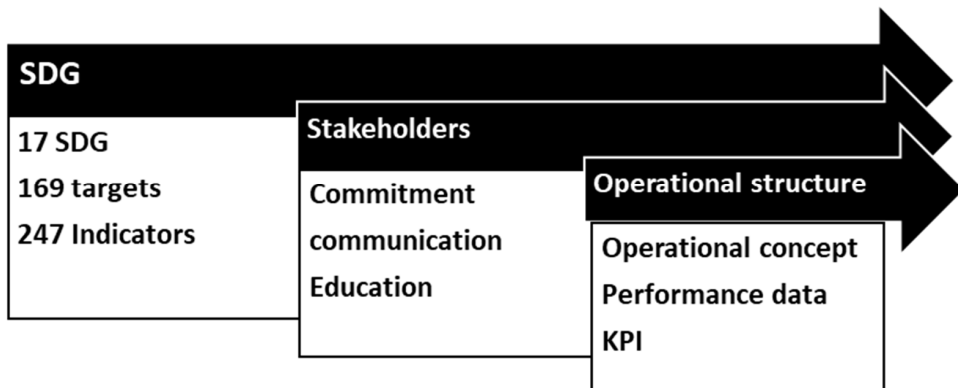 SDG
17 SDG
169 targets
247 Indicators
Stakeholders
Commitment
communication
Education
Operational structure
Operational concept
Performance data
KPI